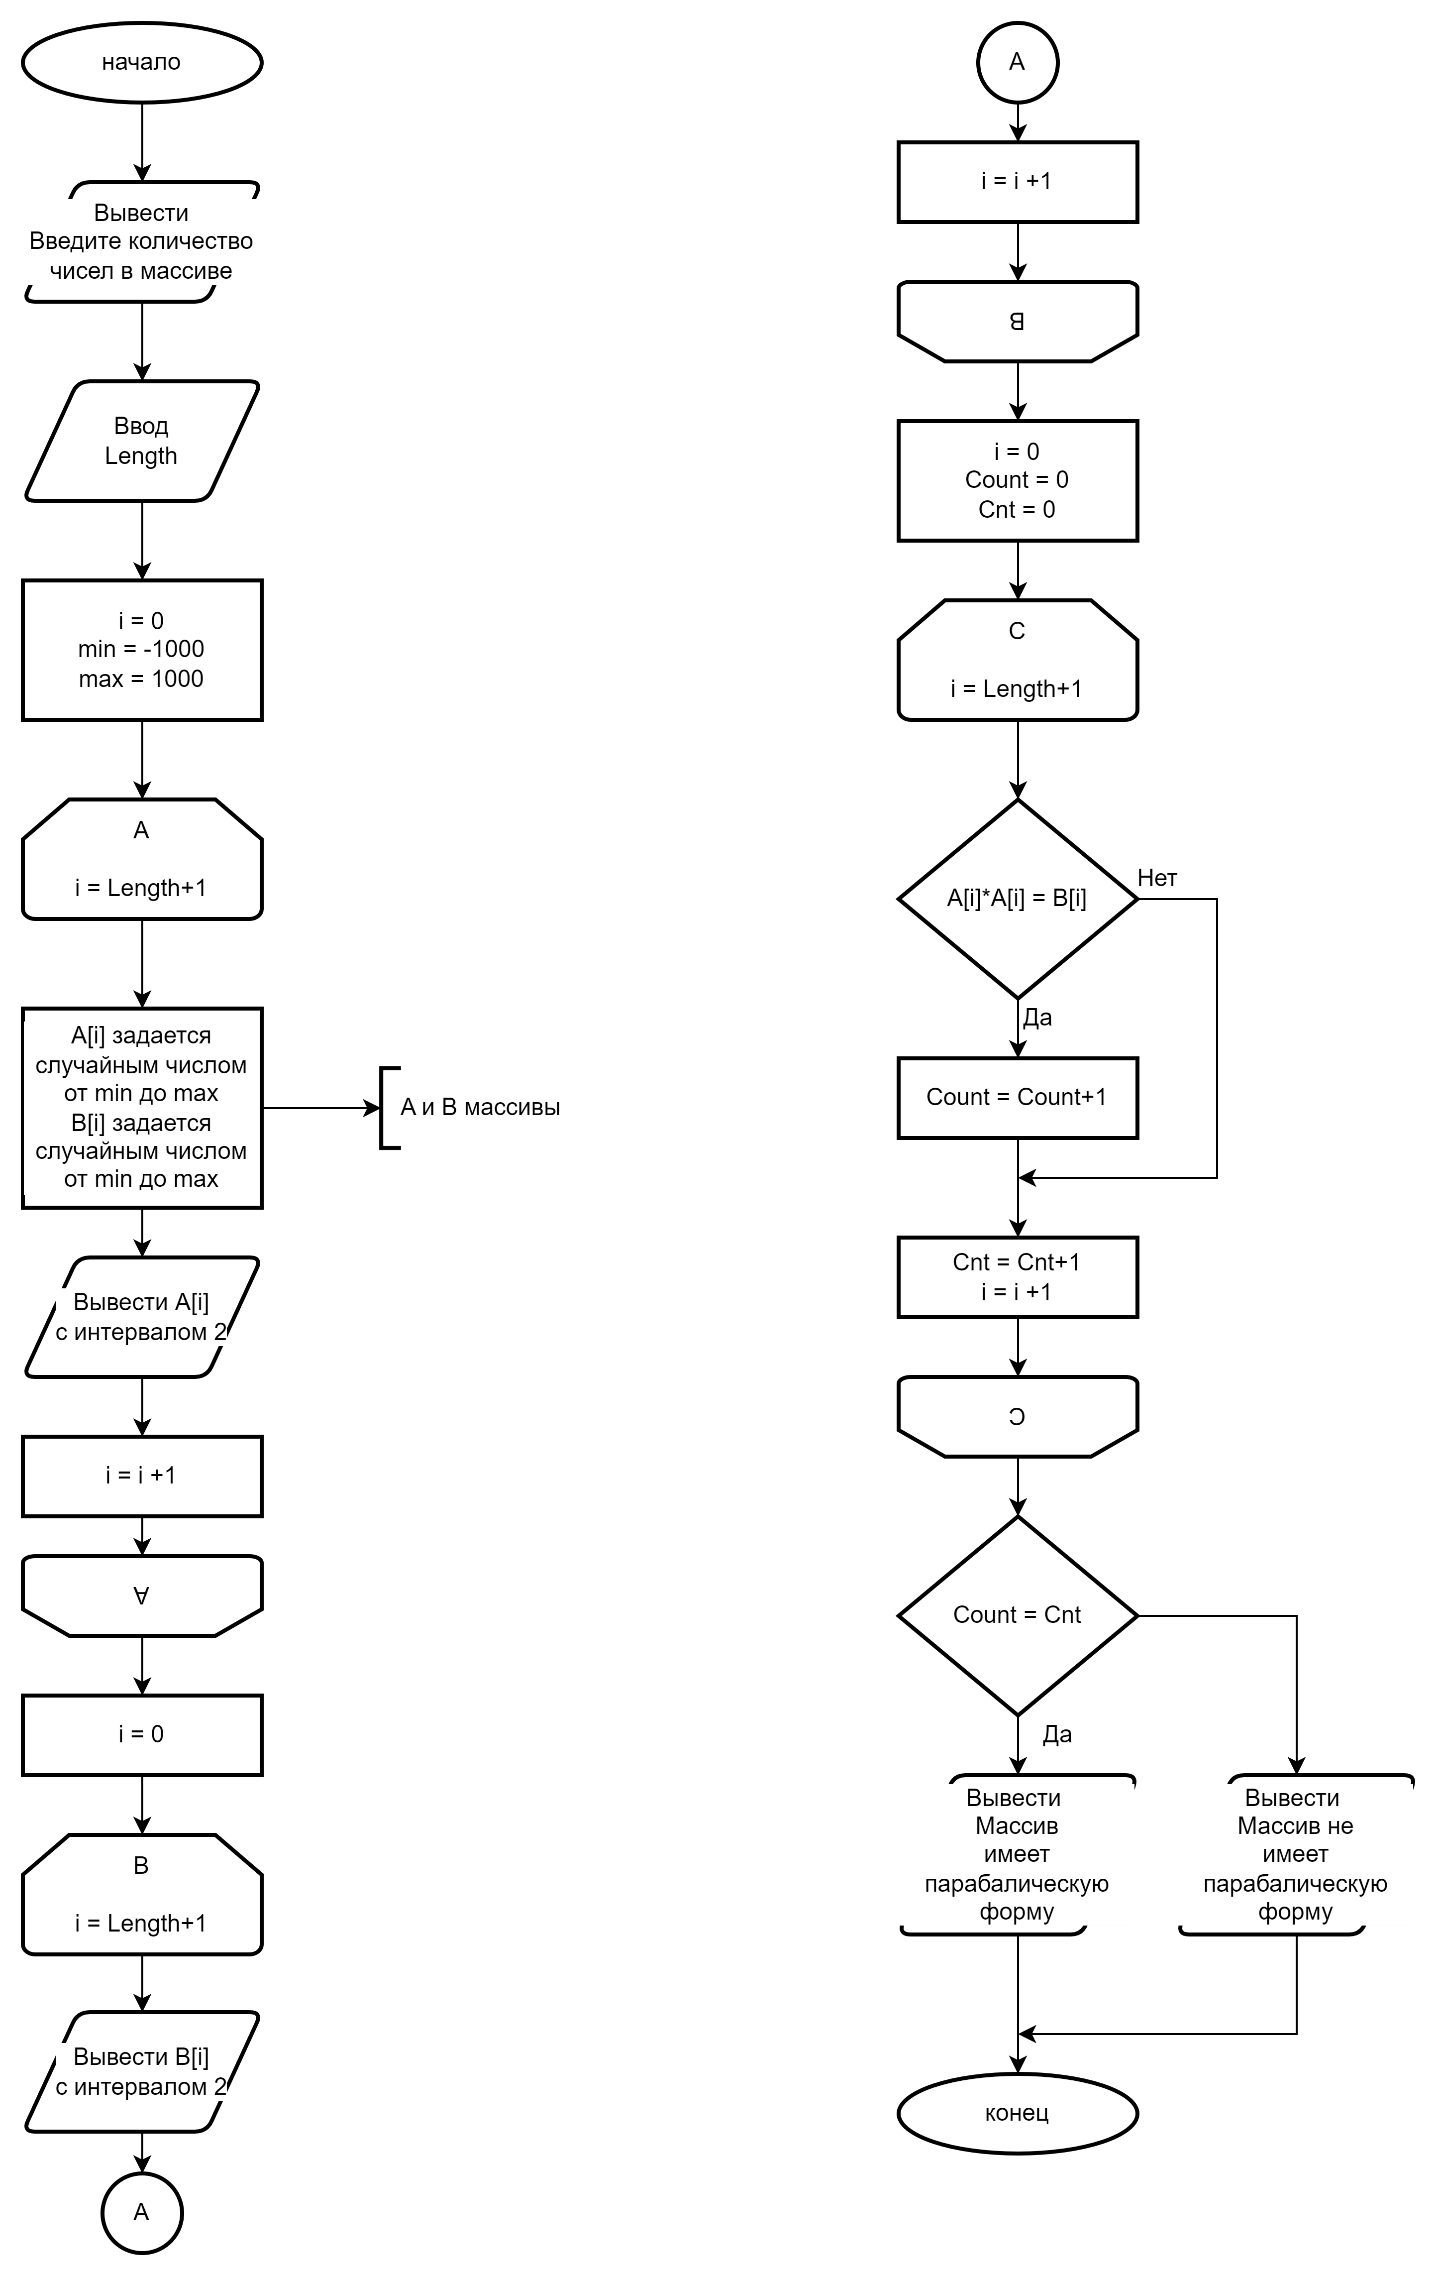 начало
Вывести
Введите количество
чисел в массиве
Ввод
Length
i = 0
min = -1000
max = 1000
A
i = Length+1
A[i] задается
случайным числом
от min до max
B[i] задается
случайным числом
от min до max
A и B массивы
Вывести A[i]
с интервалом 2
i = i +1
A
i = 0
B
i = Length+1
Вывести B[i]
с интервалом 2
A
A
i = i +1
B
i = 0
Count = 0
Cnt = 0
C
i = Length+1
A[i]*A[i] = B[i]
Нет
Да
Count = Count+1
Cnt = Cnt+1
i = i +1
C
Count = Cnt
Да
Вывести
Массив
имеет
парабалическую
форму
Вывести
Массив не
имеет
парабалическую
форму
конец